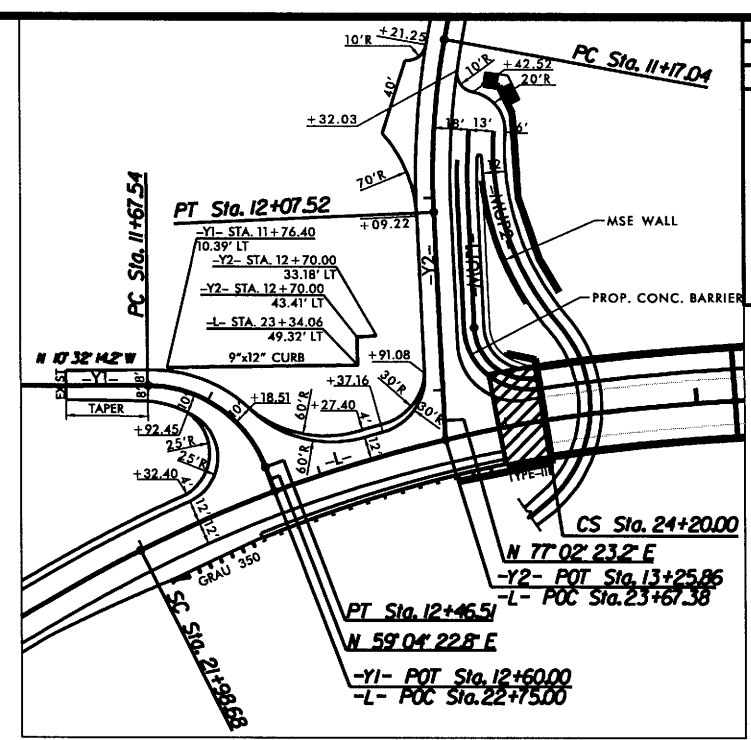 10'R
+21.25
PC Sta. 11+17.04
10'R
+42.52
20'R
40'
+32.03
18'
13'
6'
12'
70'R
PC Sta. 11+67.54
PT Sta. 12+07.52
+09.22
-MUP2-
MSE WALL
-Y1- STA. 11+76.40
10.39' LT
-Y2- STA. 12+70.00
33.18' LT
-Y2- STA. 12+70.00
43.41' LT
-L- STA. 23+34.06
49.32' LT
9"x12" CURB
-Y2-
-MUP1-
PROP. CONC. BARRIER
N 10° 32' 14.2" W
-Y1-
EXIST
8'
8'
TAPER
+91.08
+37.16
30'R
30'R
+18.51
60'R
+27.40
4'
12'
60'R
-L-
+92.45
25'R
25'R
+32.40
4'
12'
12'
L
TYPE-III
GRAU 350
CS Sta. 24+20.00
N 77° 02' 23.2" E
-Y2- POT Sta. 13+25.86
-L- POC Sta. 23+67.38
PT Sta. 12+46.51
N 59° 04' 22.8" E
-Y1- POT Sta. 12+60.00
-L- POC Sta. 22+75.00
SC Sta. 21+98.68